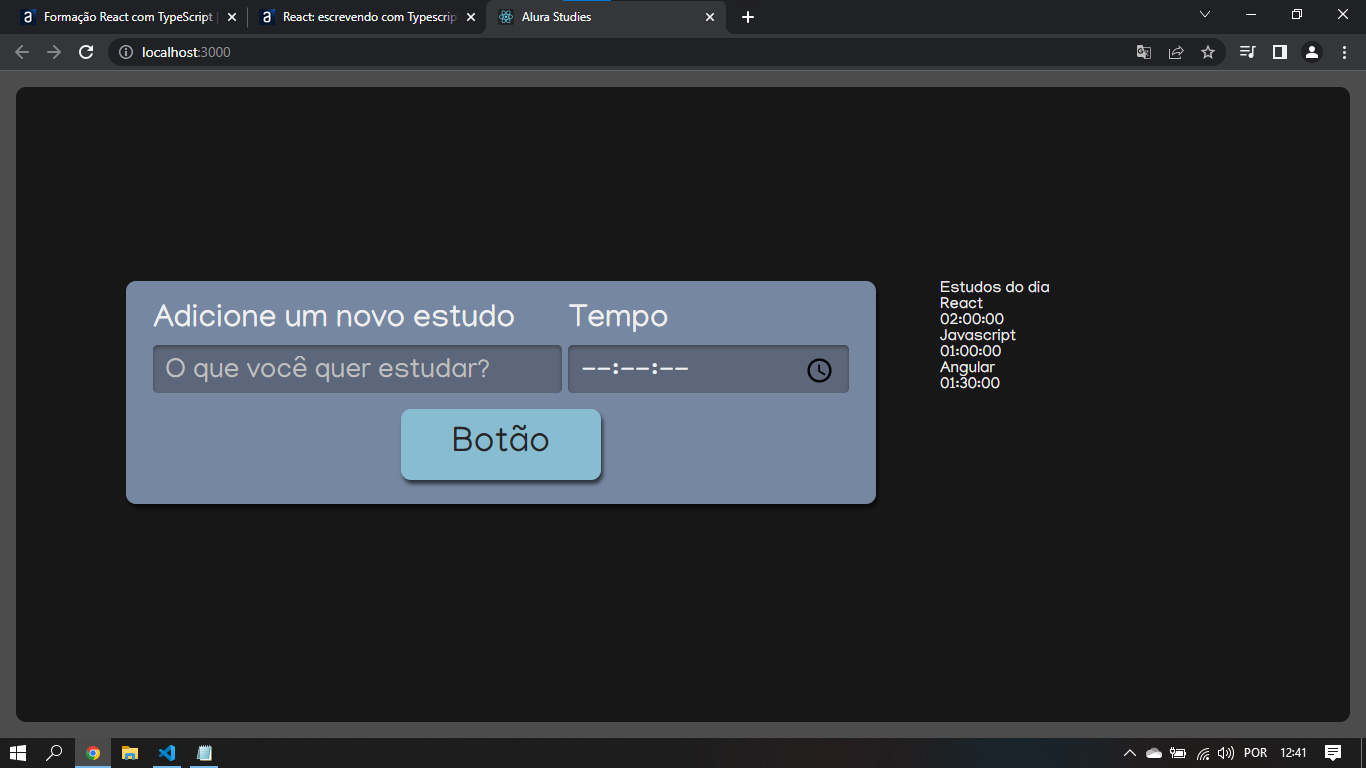 Formação React com TypeScript |
React: escrevendo com Typescrip
Alura Studies
localhost:3000
Adicione um novo estudo
Tempo
O que você quer estudar?
--:--:--
Botão
Estudos do dia
React
02:00:00
Javascript
01:00:00
Angular
01:30:00
POR
12:41